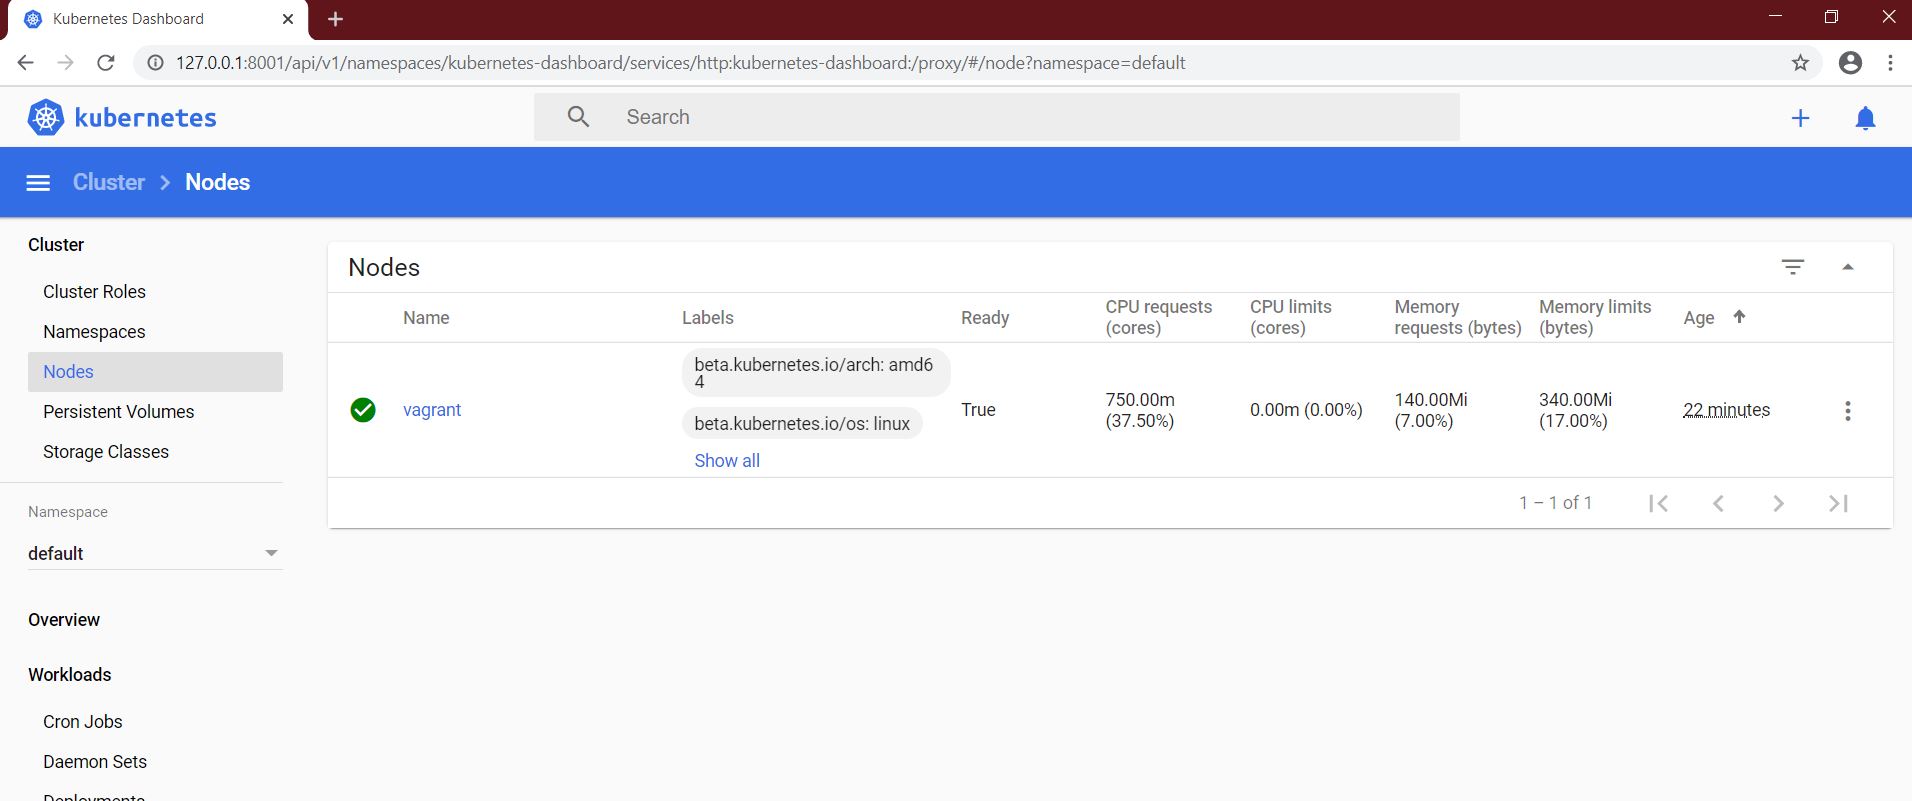 Kubernetes Dashboard
127.0.0.1:8001/api/v1/namespaces/kubernetes-dashboard/services/http:kubernetes-dashboard:/proxy/#/node?namespace=default
kubernetes
Search
Cluster
Nodes
Cluster
Cluster Roles
Namespaces
Nodes
Persistent Volumes
Storage Classes
Namespace
default
Overview
Workloads
Cron Jobs
Daemon Sets
Deployments
Nodes
Name
Labels
Ready
CPU requests
(cores)
CPU limits
(cores)
Memory
requests (bytes)
Memory limits
(bytes)
Age
vagrant
beta.kubernetes.io/arch: amd6
4
beta.kubernetes.io/os: linux
Show all
True
750.00m
(37.50%)
0.00m (0.00%)
140.00Mi
(7.00%)
340.00Mi
(17.00%)
22 minutes
1 – 1 of 1